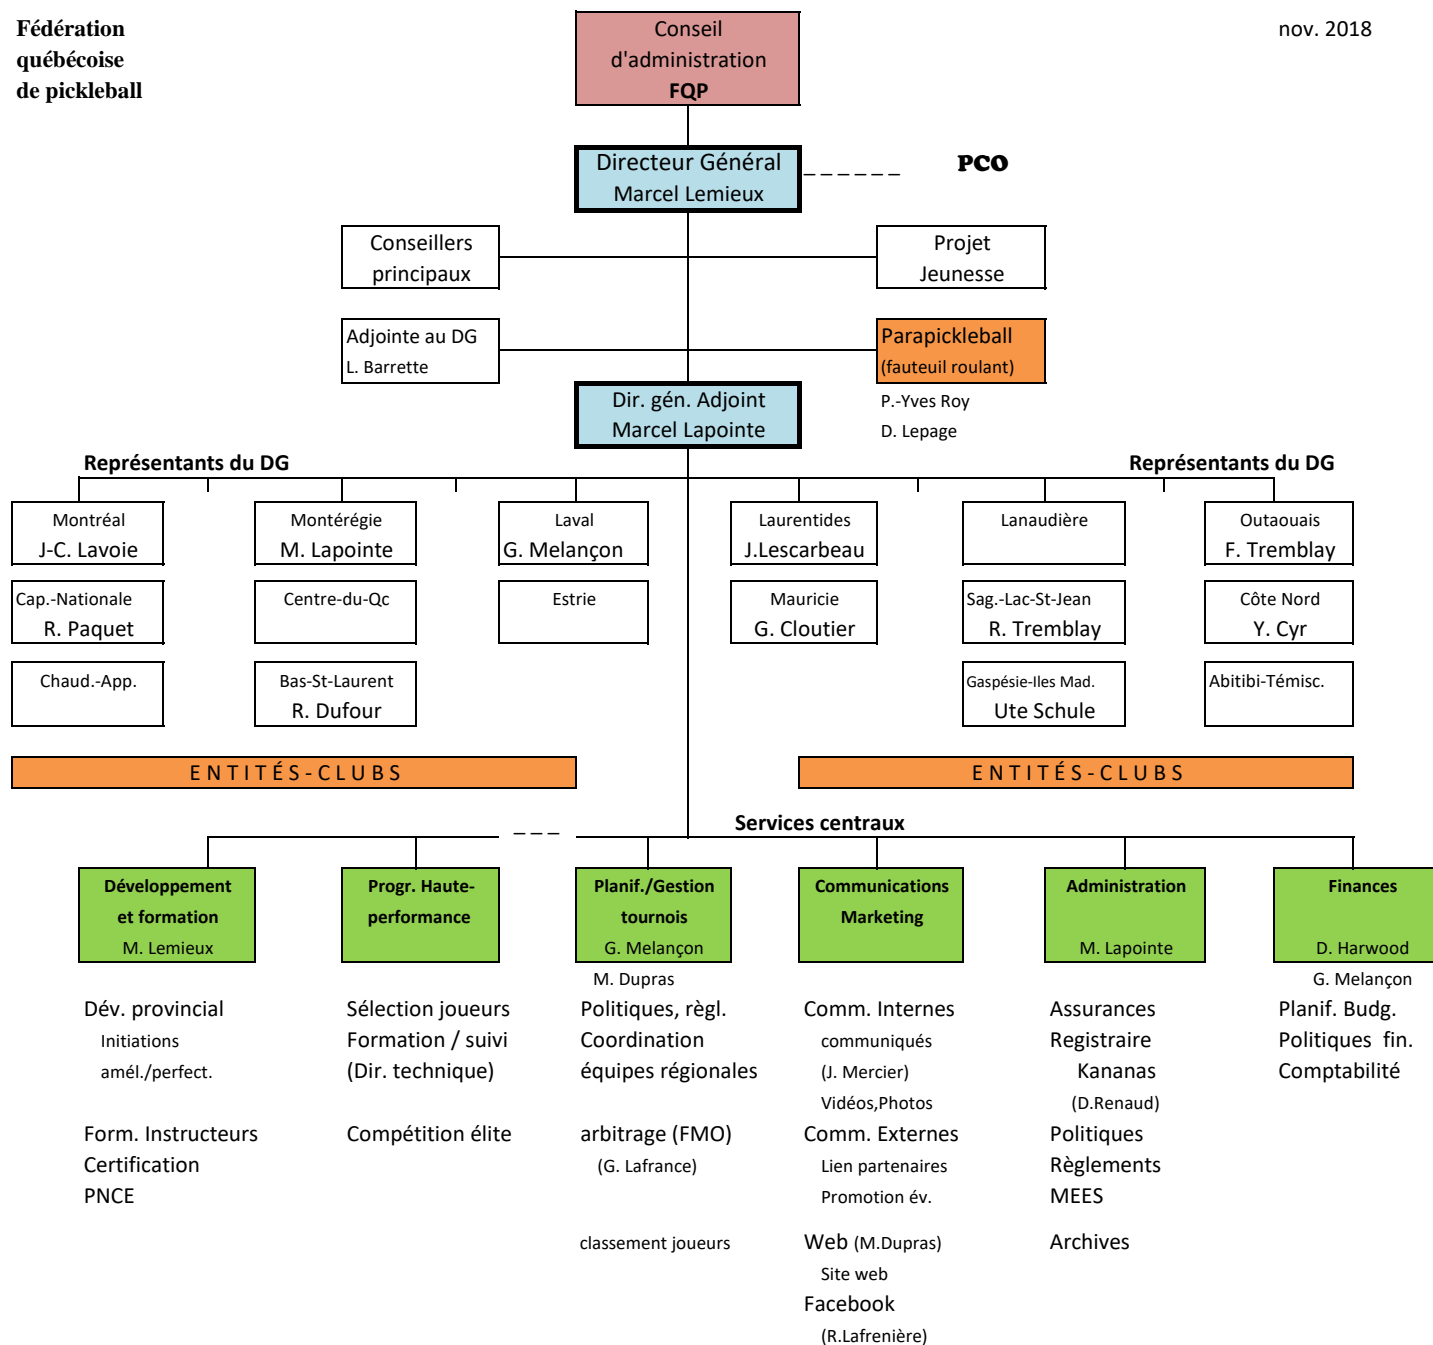 Fédération
québécoise
de pickleball
nov. 2018
Conseil
d'administration
FQP
Directeur Général
Marcel Lemieux
PCO
Conseillers
principaux
Projet
Jeunesse
Adjointe au DG
L. Barrette
Parapickleball
(fauteuil roulant)
P.-Yves Roy
D. Lepage
Dir. gén. Adjoint
Marcel Lapointe
Représentants du DG
Représentants du DG
Montréal
J-C. Lavoie
Montérégie
M. Lapointe
Laval
G. Melançon
Laurentides
J.Lescarbeau
Lanaudière
Outaouais
F. Tremblay
Cap.-Nationale
R. Paquet
Centre-du-Qc
Estrie
Mauricie
G. Cloutier
Sag.-Lac-St-Jean
R. Tremblay
Côte Nord
Y. Cyr
Chaud.-App.
Bas-St-Laurent
R. Dufour
Gaspésie-Iles Mad.
Ute Schule
Abitibi-Témisc.
E N T I T É S - C L U B S
E N T I T É S - C L U B S
Services centraux
Développement
et formation
M. Lemieux
Dév. provincial
Initiations
amél./perfect.
Form. Instructeurs
Certification
PNCE
Progr. Haute-
performance
Sélection joueurs
Formation / suivi
(Dir. technique)
Compétition élite
Planif./Gestion
tournois
G. Melançon
M. Dupras
Politiques, règl.
Coordination
équipes régionales
arbitrage (FMO)
(G. Lafrance)
classement joueurs
Communications
Marketing
Comm. Internes
communiqués
(J. Mercier)
Vidéos,Photos
Comm. Externes
Lien partenaires
Promotion év.
Web (M.Dupras)
Site web
Facebook
(R.Lafrenière)
Administration
M. Lapointe
Assurances
Registraire
Kananas
(D.Renaud)
Politiques
Règlements
MEES
Archives
Finances
D. Harwood
G. Melançon
Planif. Budg.
Politiques fin.
Comptabilité